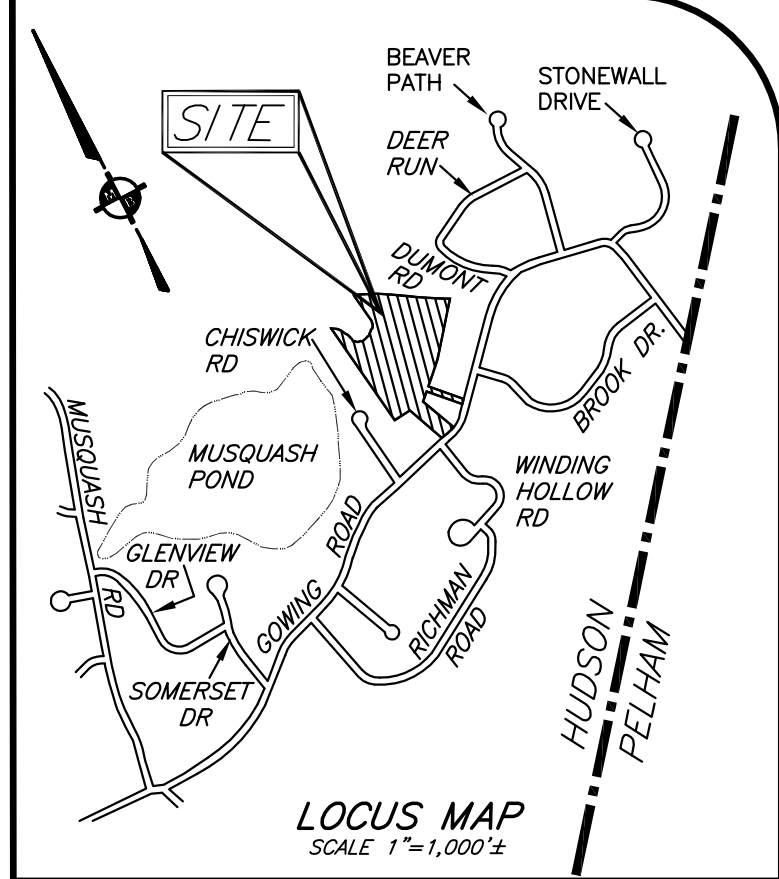 BEAVER
PATH
STONEWALL
DRIVE
SITE
DEER
RUN
M
B
DUMONT
RD
CHISWICK
RD
BROOK DR.
MUSQUASH
RD
MUSQUASH
POND
WINDING
HOLLOW
RD
GLENVIEW
DR
GOWING
ROAD
RICHMAN
ROAD
SOMERSET
DR
HUDSON
PELHAM
LOCUS MAP
SCALE 1"=1,000'±